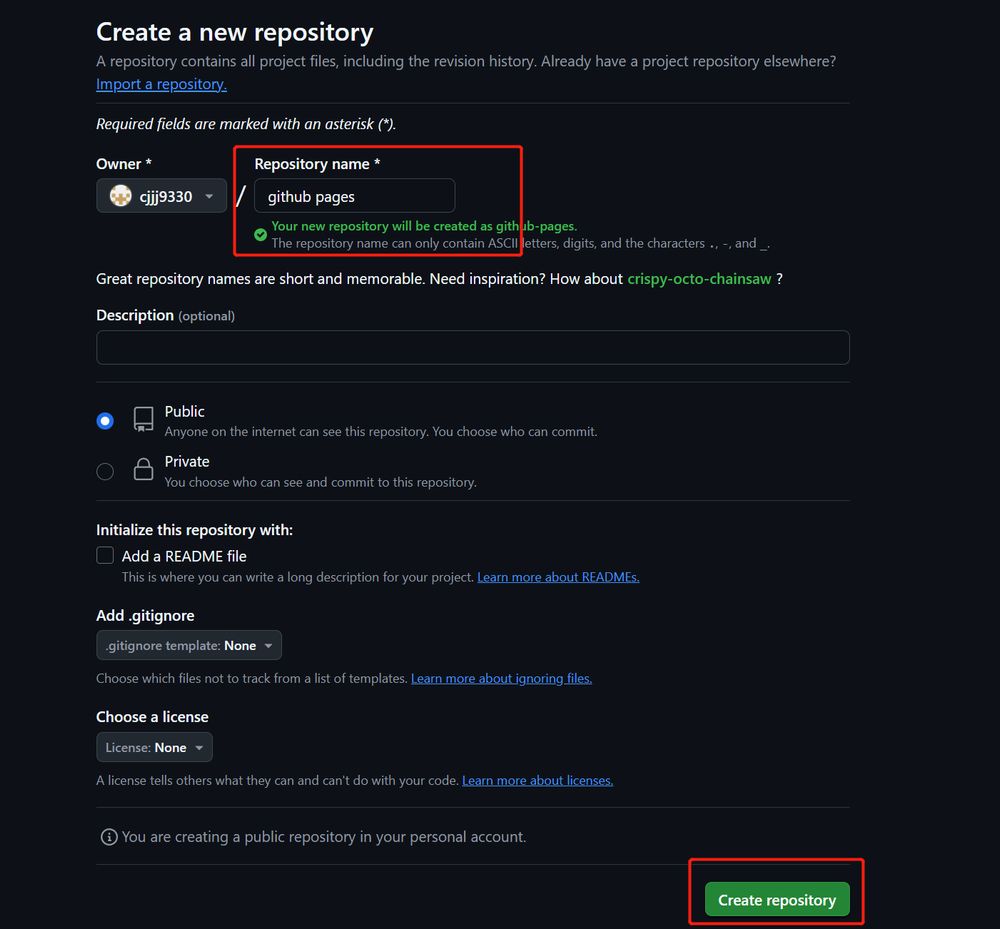 Create a new repository
A repository contains all project files, including the revision history. Already have a project repository elsewhere?
Import a repository.
Required fields are marked with an asterisk (*).
Owner *
Repository name *
cjjj9330
/
github pages
Your new repository will be created as github-pages.
The repository name can only contain ASCII letters, digits, and the characters ., -, and _.
Great repository names are short and memorable. Need inspiration? How about crispy-octo-chainsaw ?
Description (optional)
Public
Anyone on the internet can see this repository. You choose who can commit.
Private
You choose who can see and commit to this repository.
Initialize this repository with:
Add a README file
This is where you can write a long description for your project. Learn more about READMEs.
Add .gitignore
.gitignore template: None
Choose which files not to track from a list of templates. Learn more about ignoring files.
Choose a license
License: None
A license tells others what they can and can't do with your code. Learn more about licenses.
You are creating a public repository in your personal account.
Create repository